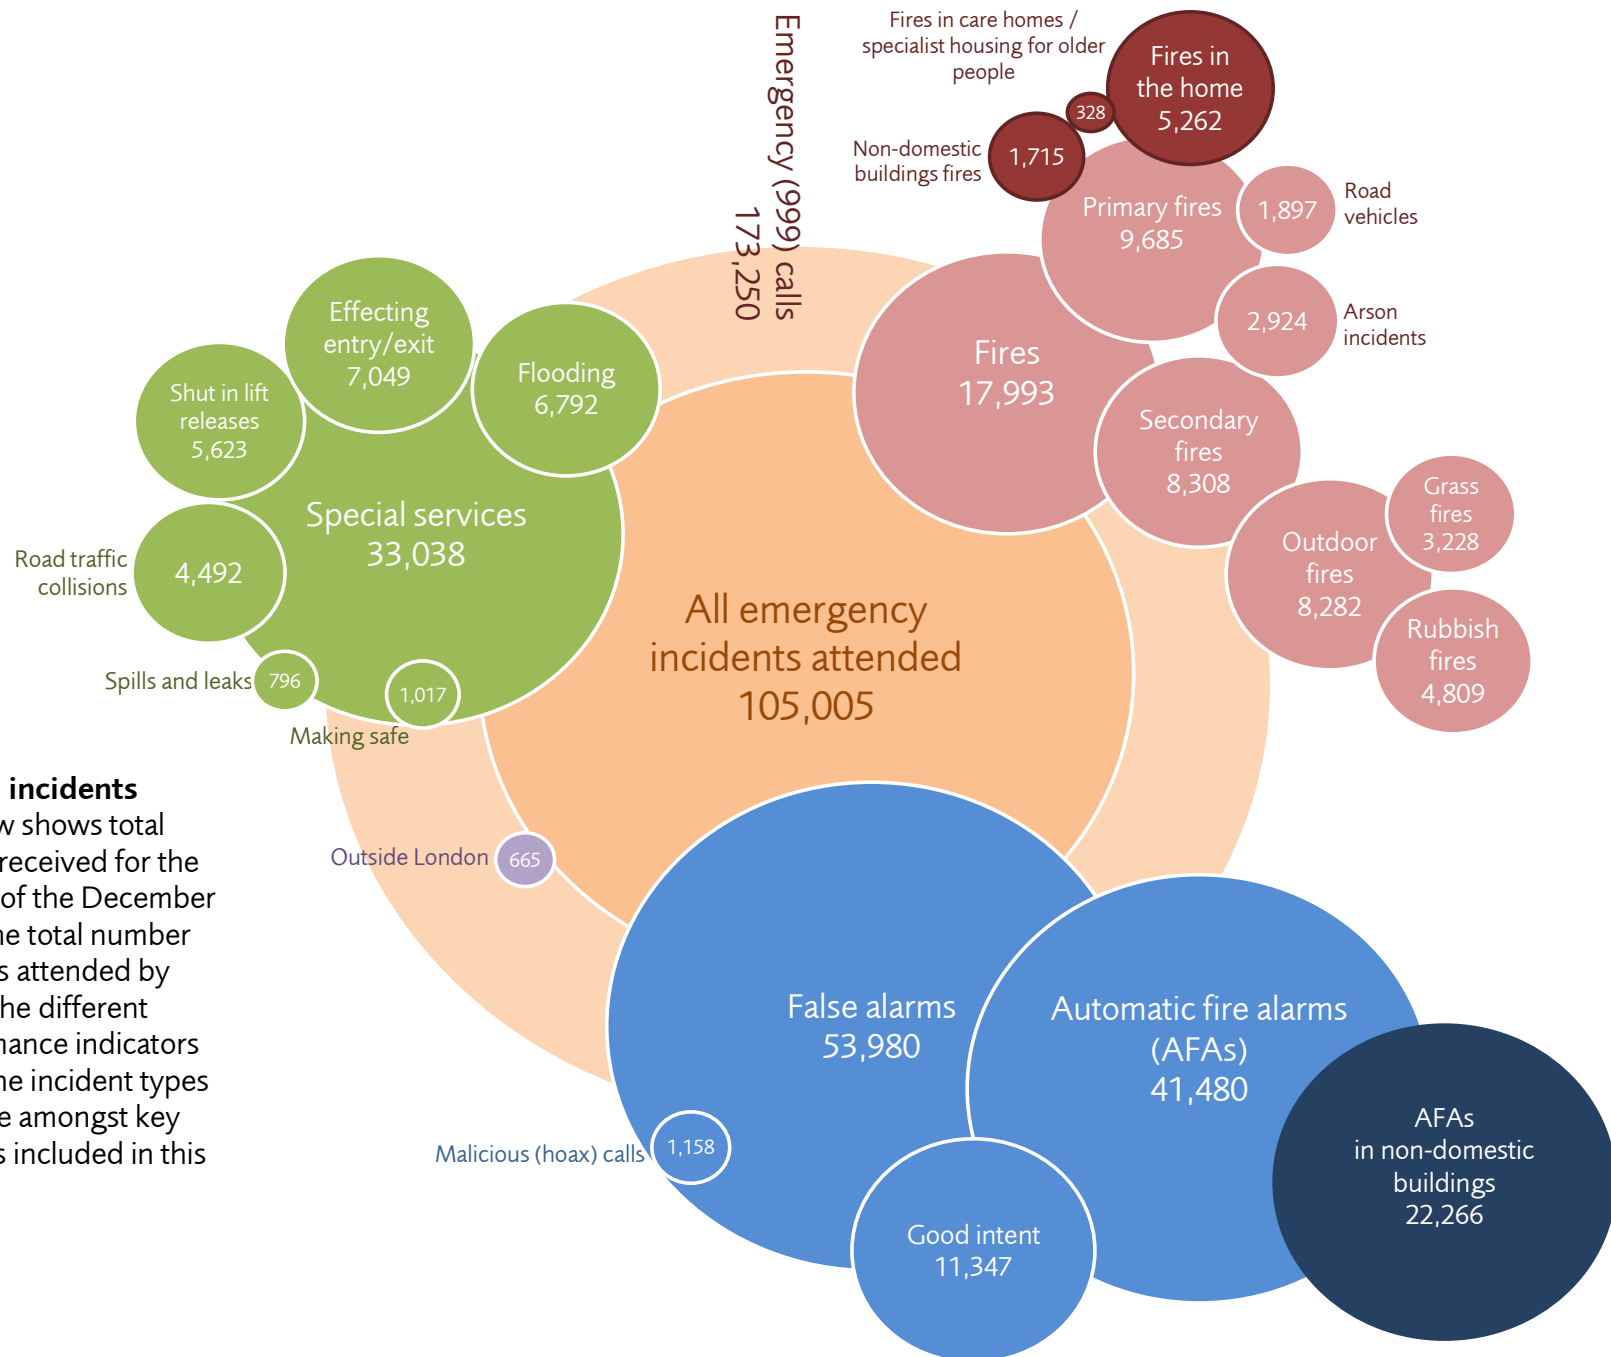 Emergency (999) calls
173,250
Fires in care homes /
specialist housing for older
people
328
Fires in
the home
5,262
Non-domestic
buildings fires
1,715
Primary fires
9,685
1,897
Road
vehicles
2,924
Arson
incidents
Fires
17,993
Secondary
fires
8,308
Outdoor
fires
8,282
Grass
fires
3,228
Rubbish
fires
4,809
Effecting
entry/exit
7,049
Flooding
6,792
Shut in lift
releases
5,623
Special services
33,038
Road traffic
collisions
4,492
Spills and leaks
796
1,017
Making safe
All emergency
incidents attended
105,005
Outside London
665
incidents
w shows total
received for the
of the December
ne total number
s attended by
he different
nance indicators
ne incident types
e amongst key
s included in this
False alarms
53,980
Automatic fire alarms
(AFAs)
41,480
AFAs
in non-domestic
buildings
22,266
Malicious (hoax) calls
1,158
Good intent
11,347